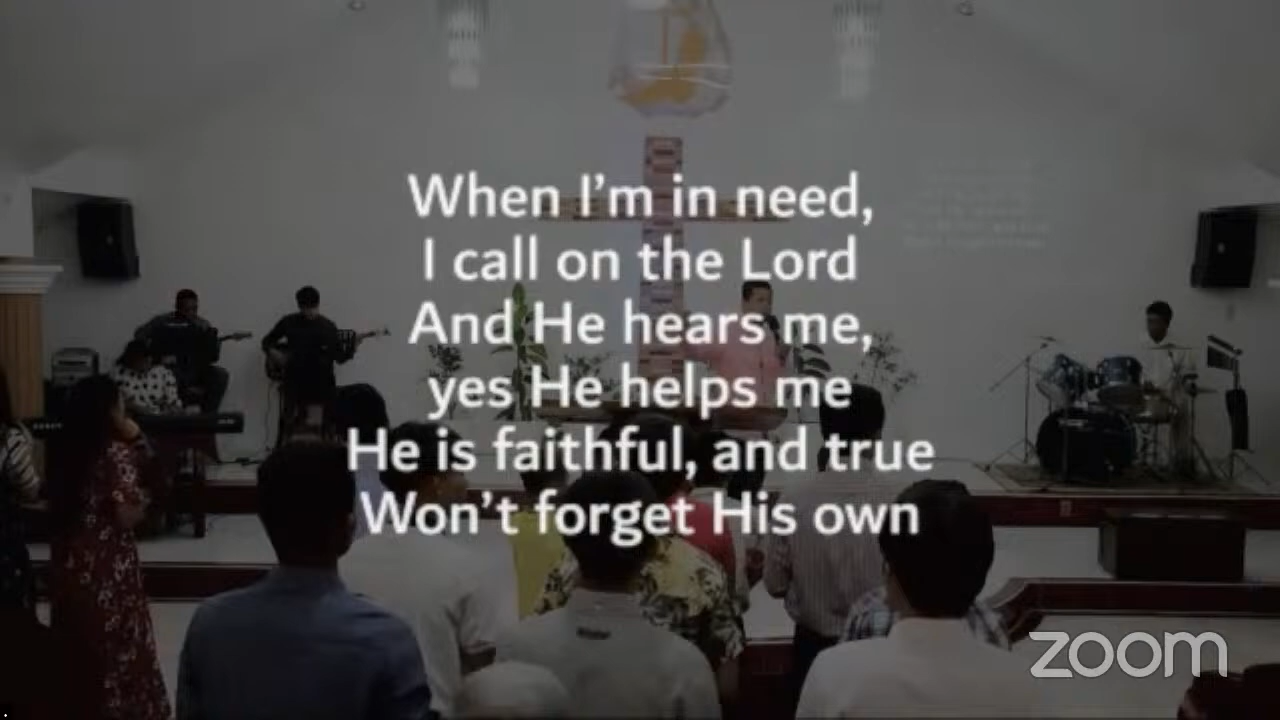 When I'm in need,
I call on the Lord
And He hears me,
yes He helps me
He is faithful, and true
Won't forget His own
zoom